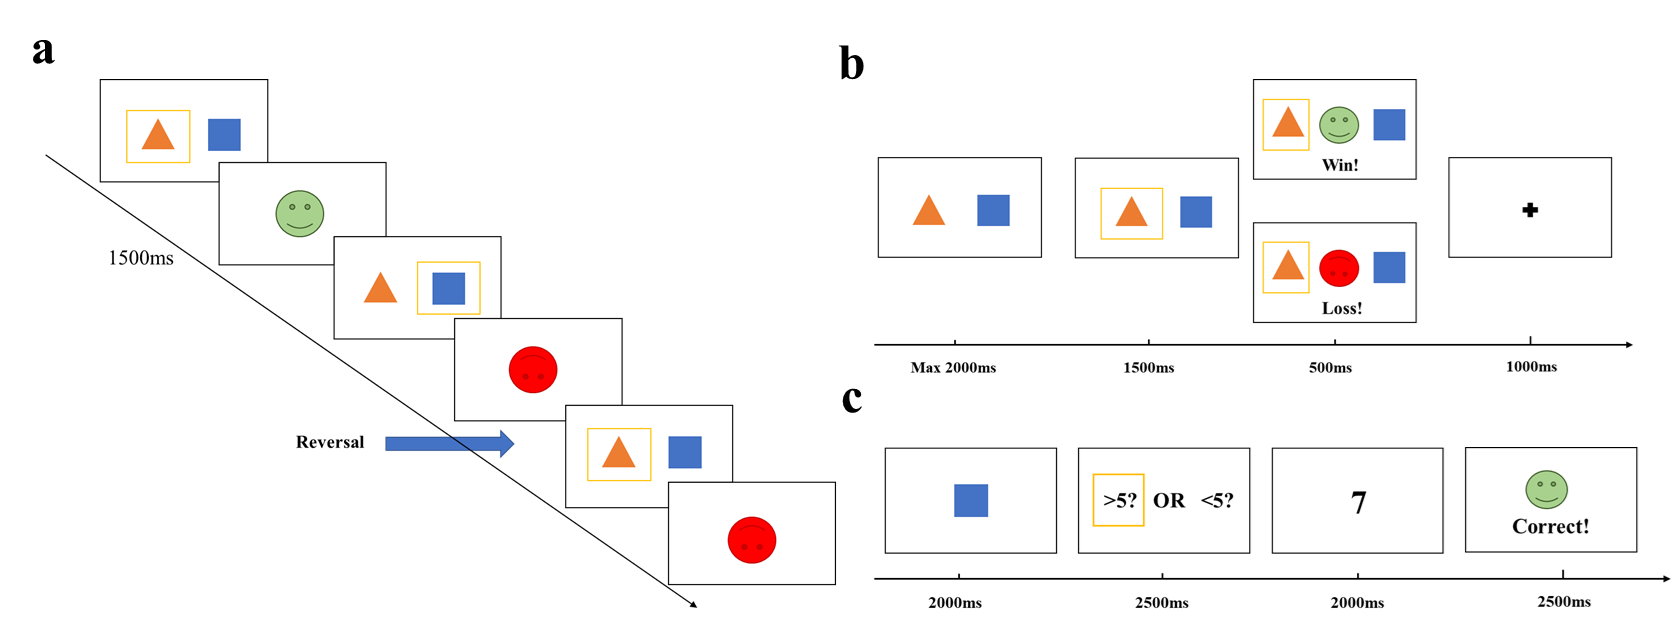 a
1500ms
Reversal
b
Win!
Loss!
Max 2000ms
1500ms
500ms
1000ms
c
>5? OR <5?
7
Correct!
2000ms
2500ms
2000ms
2500ms